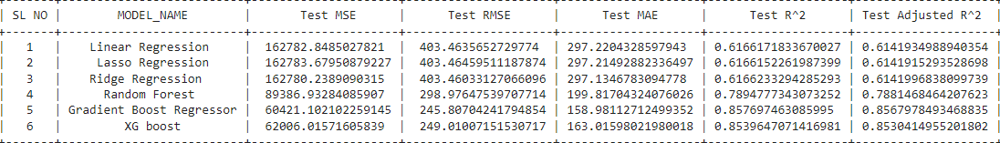 | SL NO | MODEL_NAME | Test MSE | Test RMSE | Test MAE | Test R^2 | Test Adjusted R^2 |
| 1 | Linear Regression | 162782.8485027821 | 403.4635652729774 | 297.2204328597943 | 0.6166171833670027 | 0.6141934988940354 |
| 2 | Lasso Regression | 162783.67950879227 | 403.46459511187874 | 297.21492882336497 | 0.6166152261987399 | 0.6141915293528698 |
| 3 | Ridge Regression | 162780.2389090315 | 403.46033127066096 | 297.1346783094778 | 0.6166233294285293 | 0.6141996838099739 |
| 4 | Random Forest | 89386.93284085907 | 298.97647539707714 | 199.81704324076026 | 0.7894777343073252 | 0.7881468464207623 |
| 5 | Gradient Boost Regressor | 60421.102102259145 | 245.80704241794854 | 158.98112712499352 | 0.857697463085995 | 0.8567978493468835 |
| 6 | XG boost | 62006.01571605839 | 249.01007151530717 | 163.01598021980018 | 0.8539647071416981 | 0.8530414955201802 |